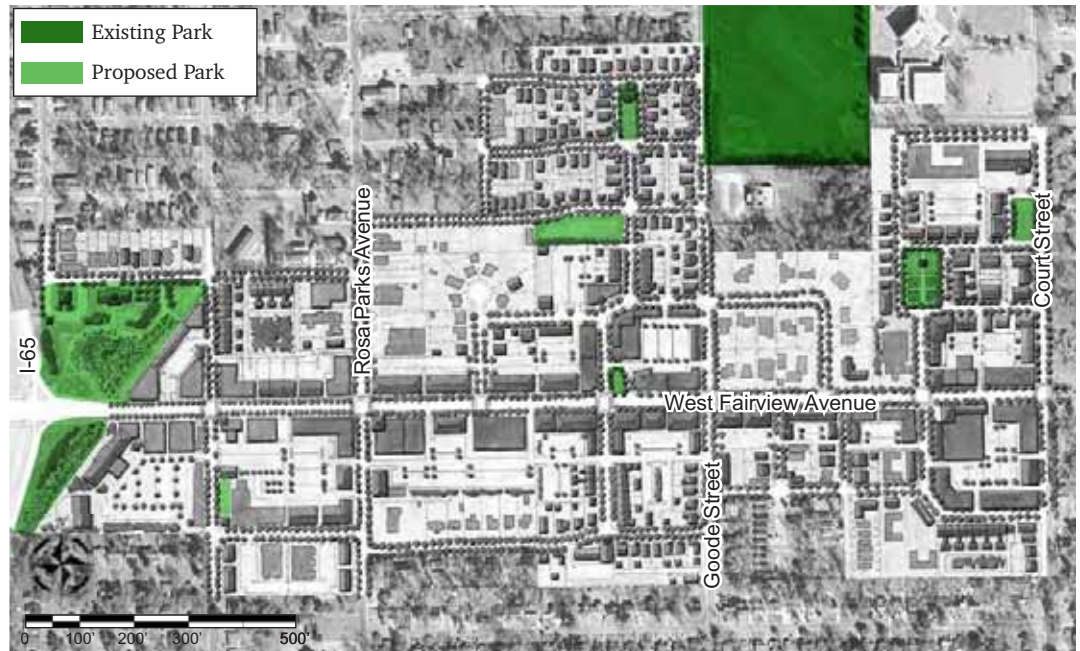 Existing Park
Proposed Park
I-65
Rosa Parks Avenue
Court Street
West Fairview Avenue
Goode Street
0 100' 200' 300' 500'